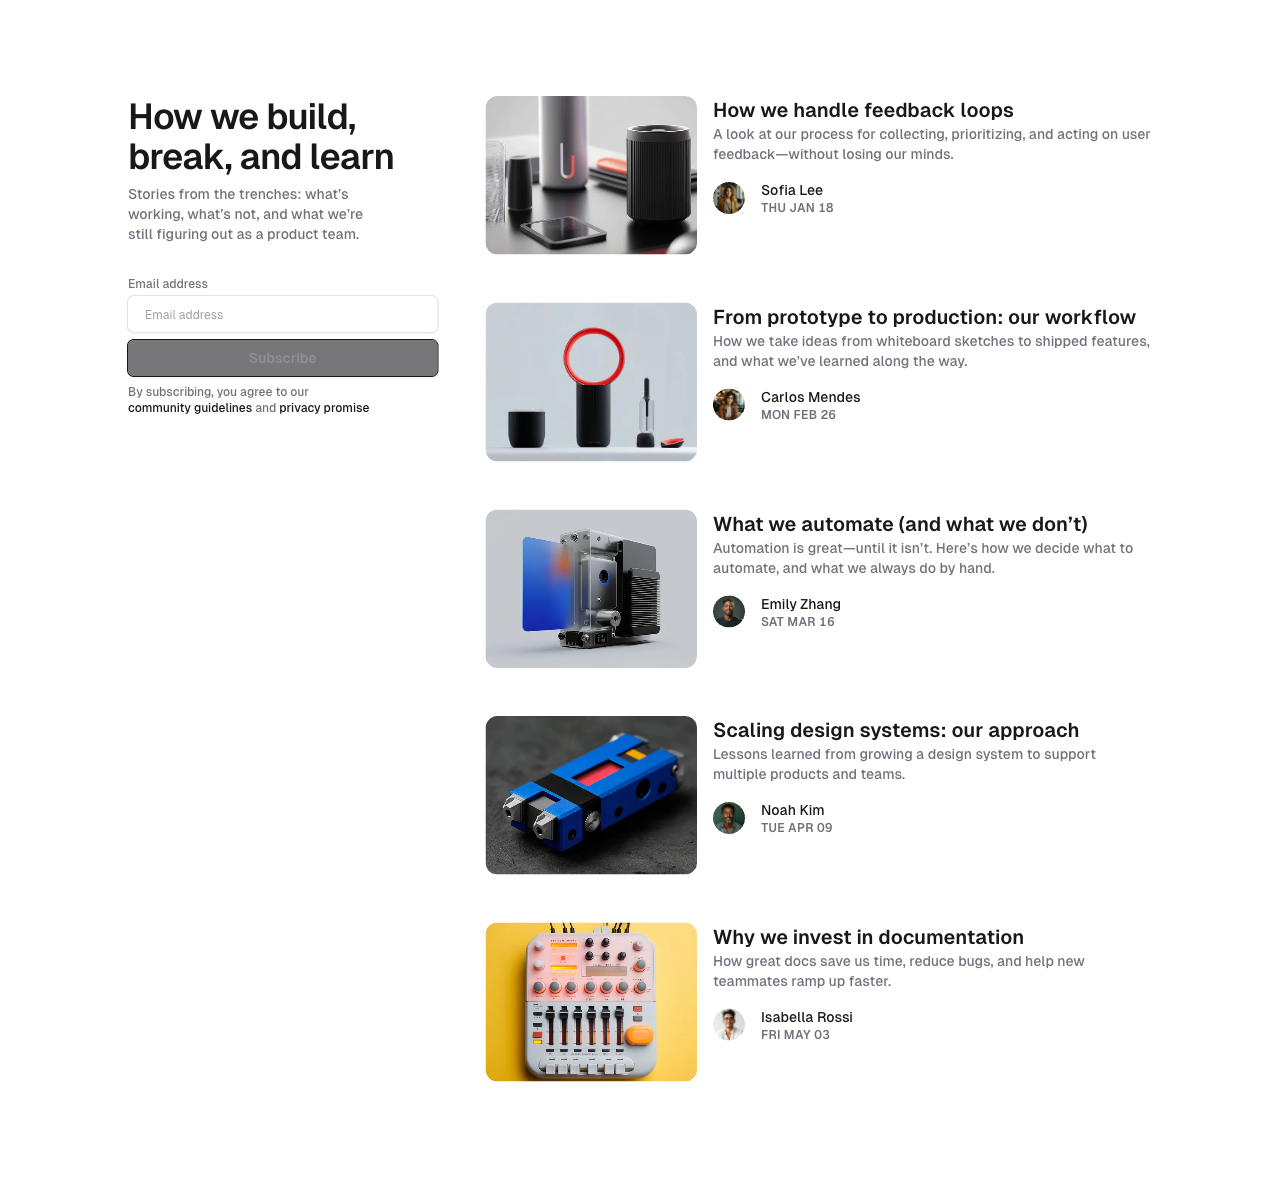 How we build,
break, and learn
Stories from the trenches: what’s
working, what’s not, and what we’re
still figuring out as a product team.
Email address
Email address
Subscribe
By subscribing, you agree to our
community guidelines and privacy promise
How we handle feedback loops
A look at our process for collecting, prioritizing, and acting on user
feedback—without losing our minds.
Sofia Lee
THU JAN 18
From prototype to production: our workflow
How we take ideas from whiteboard sketches to shipped features,
and what we’ve learned along the way.
Carlos Mendes
MON FEB 26
What we automate (and what we don’t)
Automation is great—until it isn’t. Here’s how we decide what to
automate, and what we always do by hand.
Emily Zhang
SAT MAR 16
Scaling design systems: our approach
Lessons learned from growing a design system to support
multiple products and teams.
Noah Kim
TUE APR 09
Why we invest in documentation
How great docs save us time, reduce bugs, and help new
teammates ramp up faster.
Isabella Rossi
FRI MAY 03